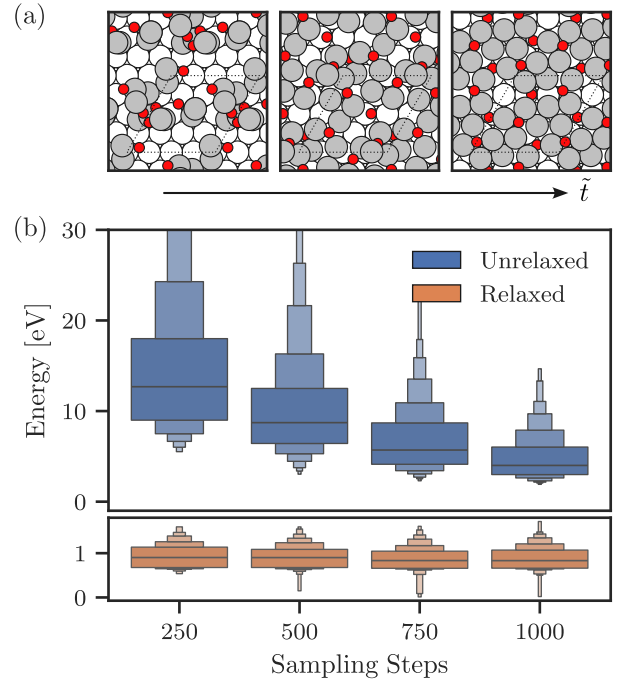 (a)
t̃
(b)
30
20
10
0
Energy [eV]
Unrelaxed
Relaxed
1
0
250 500 750 1000
Sampling Steps